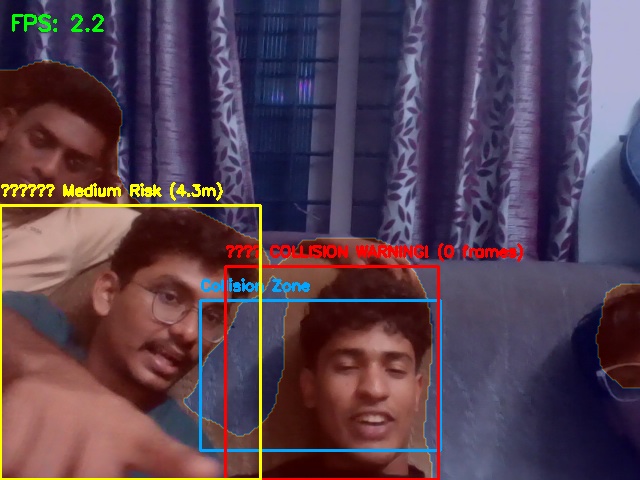 FPS: 2.2
?????? Medium Risk (4.3m)
???? COLLISION WARNING! (0 frames)
Collision Zone